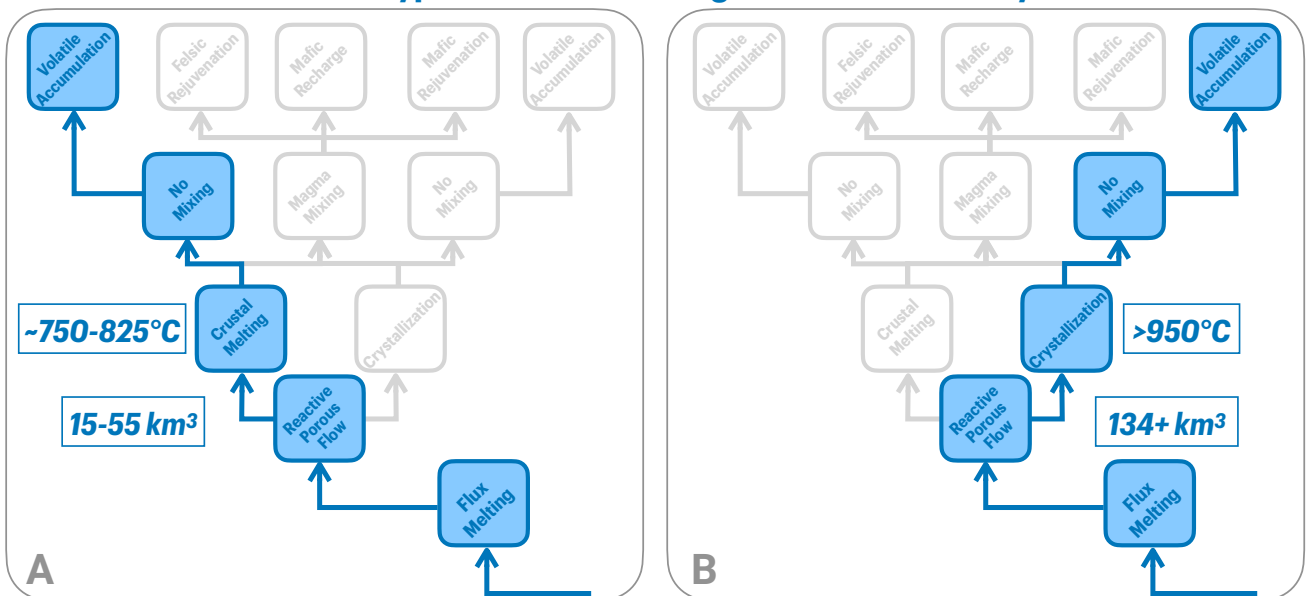 Volatile
Accumulation
Felsic
Rejuvenation
Mafic
Recharge
Mafic
Rejuvenation
Volatile
Accumulation
No
Mixing
Magma
Mixing
No
Mixing
~750-825°C
Crustal
Melting
Crystallization
15-55 km³
Reactive
Porous
Flow
Flux
Melting
A
Volatile
Accumulation
Felsic
Rejuvenation
Mafic
Recharge
Mafic
Rejuvenation
Volatile
Accumulation
No
Mixing
Magma
Mixing
No
Mixing
Crustal
Melting
Crystallization
>950°C
Reactive
Porous
Flow
134+ km³
Flux
Melting
B